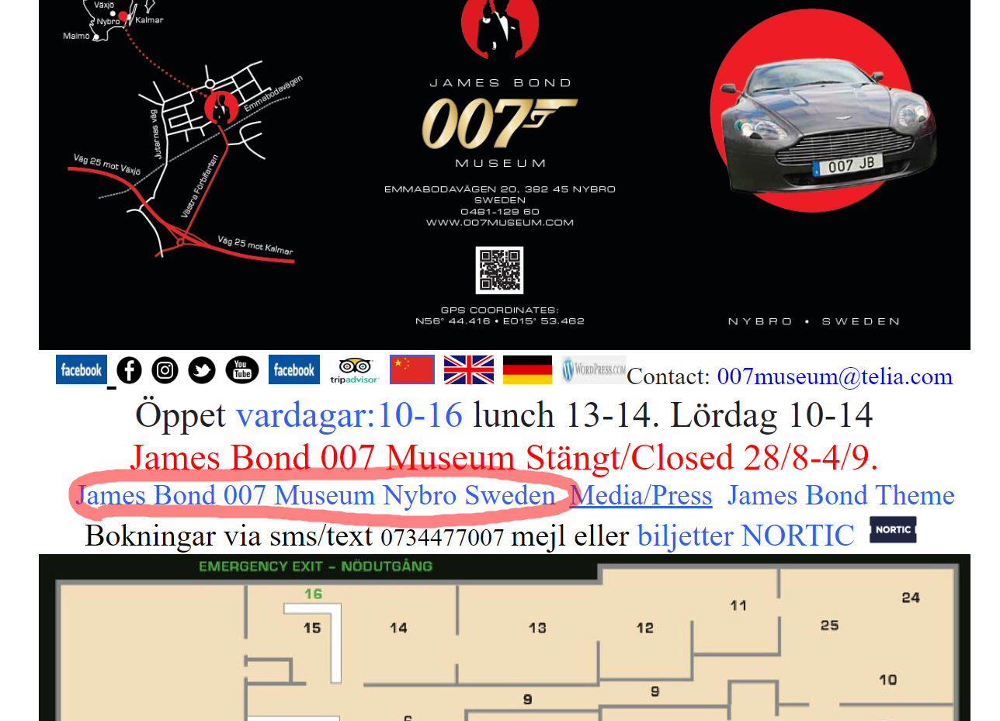 Växjö
Nybro
Kalmar
Malmö
Emmabodavägen
Jutarnas väg
Väg 25 mot Växjö
Västra Förbifarten
Väg 25 mot Kalmar
JAMES BOND
007
MUSEUM
EMMABODAVÄGEN 20, 382 45 NYBRO
SWEDEN
0481-129 60
WWW.007MUSEUM.COM
GPS COORDINATES:
N56° 44.416 • E015° 53.462
007 JB
NYBRO • SWEDEN
facebook You Tube facebook tripadvisor WORDPRESS.COM Contact: 007museum@telia.com
Öppet vardagar:10-16 lunch 13-14. Lördag 10-14
James Bond 007 Museum Stängt/Closed 28/8-4/9.
James Bond 007 Museum Nybro Sweden Media/Press James Bond Theme
Bokningar via sms/text 0734477007 mejl eller biljetter NORTIC NORTIC
EMERGENCY EXIT – NÖDUTGÅNG
16
15 14 13 12 11 25 24
10
9 9